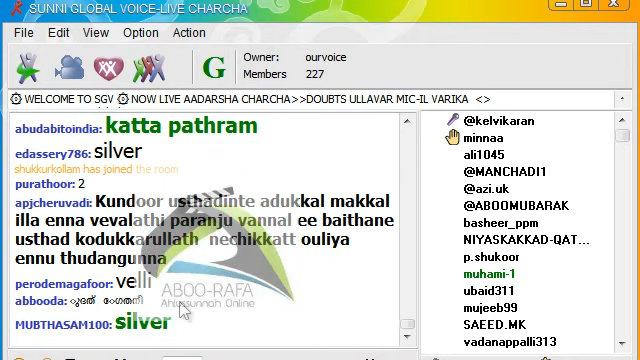 SUNNI GLOBAL VOICE-LIVE CHARCHA
File Edit View Option Action
Owner: ourvoice
Members 227
WELCOME TO SGV NOW LIVE AADARSHA CHARCHA>>DOUBTS ULLAVAR MIC-IL VARIKA <>
abudabitoindia: katta pathram
edassery786: silver
shukkurkollam has joined the room
purathoor: 2
apjcheruvadi: Kundoor usthadinte adukkal makkal
illa enna vevalathi paranju vannal ee baithane
usthad kodukkarullath nechikkatt ouliya
ennu thudangunna
perodemagafoor: velli
abbooda:
MUBTHASAM100: silver
ABOO-RAFA
Ahlussunnah Online
@kelvikaran
minnaa
ali1045
@MANCHADI1
@azi.uk
@ABOOMUBARAK
basheer_ppm
NIYASKAKKAD-QAT...
p.shukoor
muhami-1
ubaid311
mujeeb99
SAEED.MK
vadanappalli313